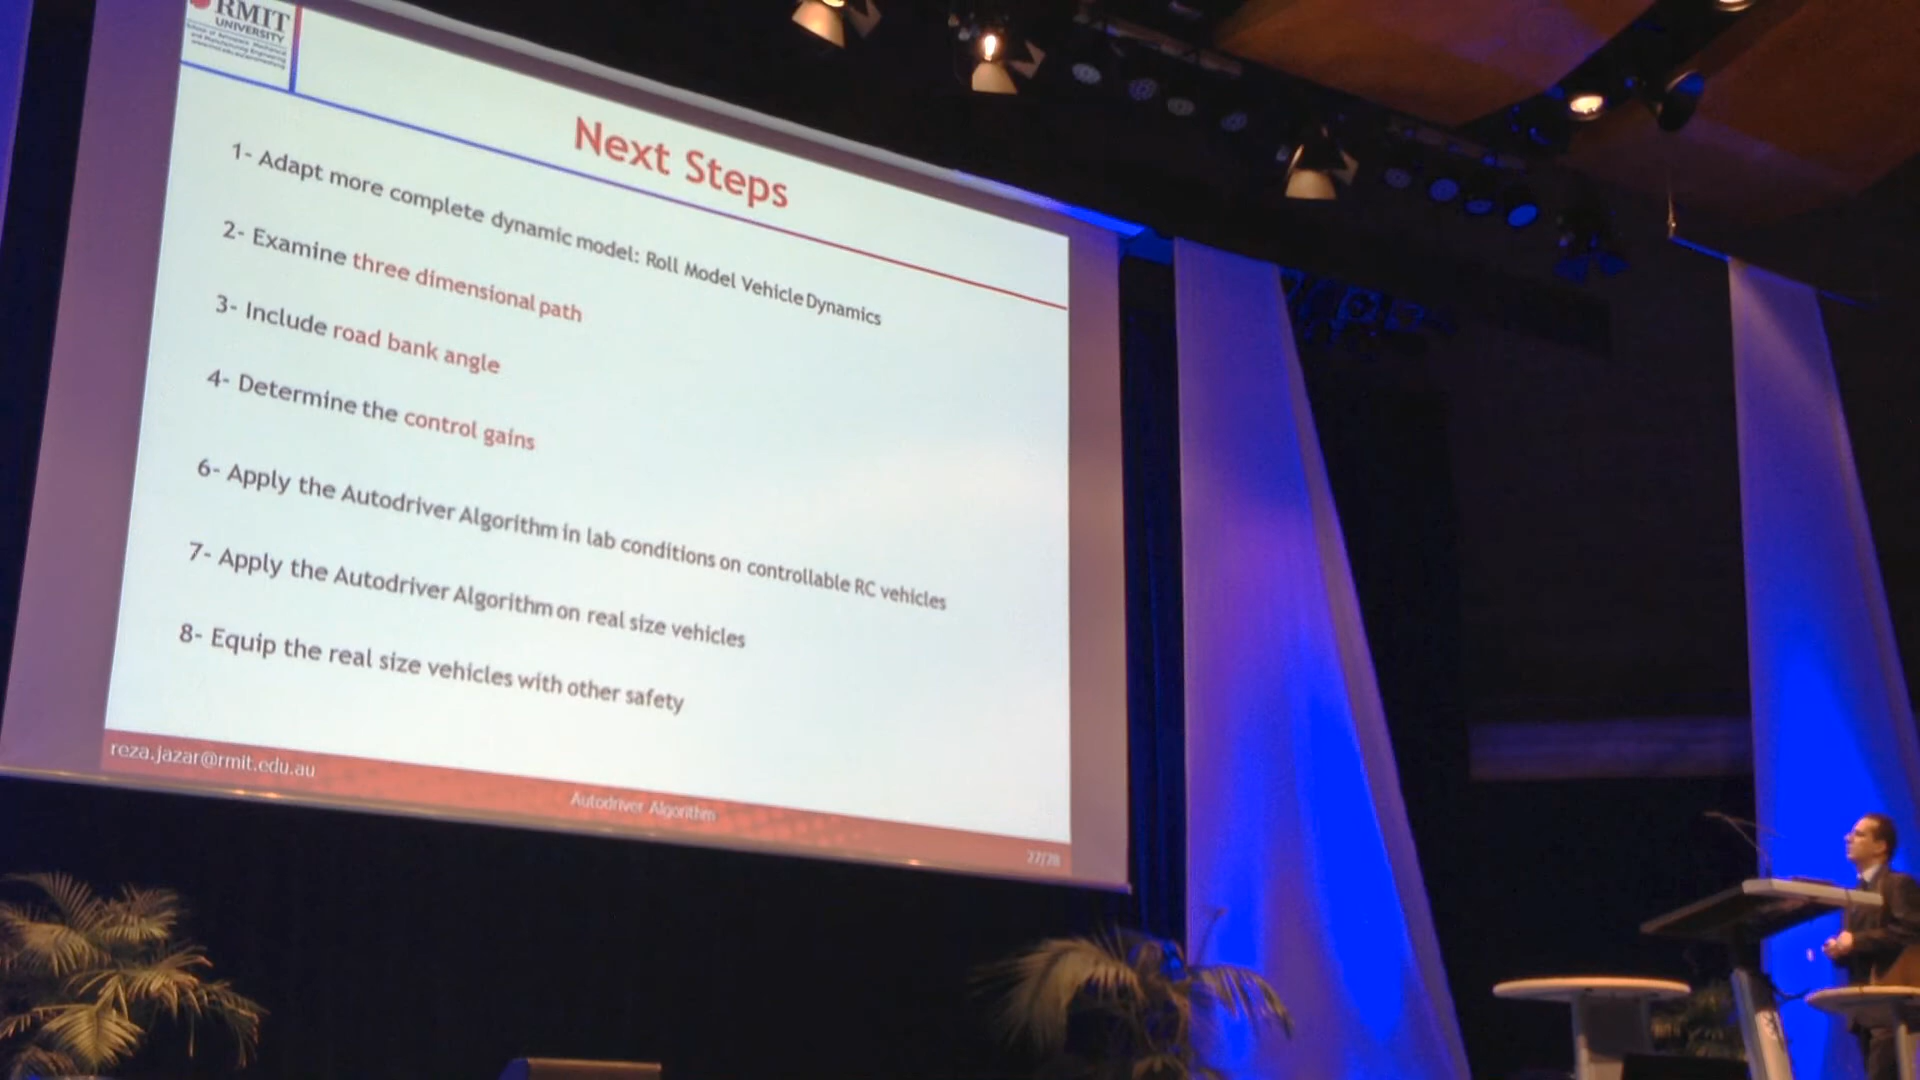 RMIT
UNIVERSITY
Next Steps
1- Adapt more complete dynamic model: Roll Model Vehicle Dynamics
2- Examine three dimensional path
3- Include road bank angle
4- Determine the control gains
6- Apply the Autodriver Algorithm in lab conditions on controllable RC vehicles
7- Apply the Autodriver Algorithm on real size vehicles
8- Equip the real size vehicles with other safety
reza.jazar@rmit.edu.au
Autodriver Algorithm
27/28